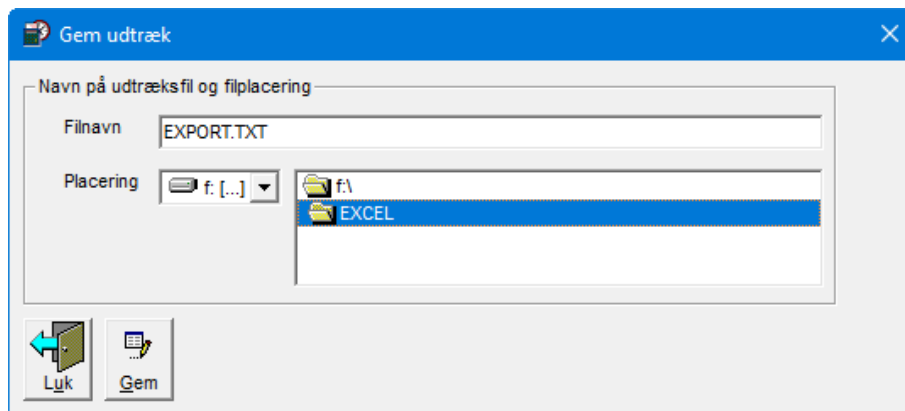 Gem udtræk
Navn på udtræksfil og filplacering
Filnavn EXPORT.TXT
Placering f: [...] f:\
EXCEL
Luk Gem